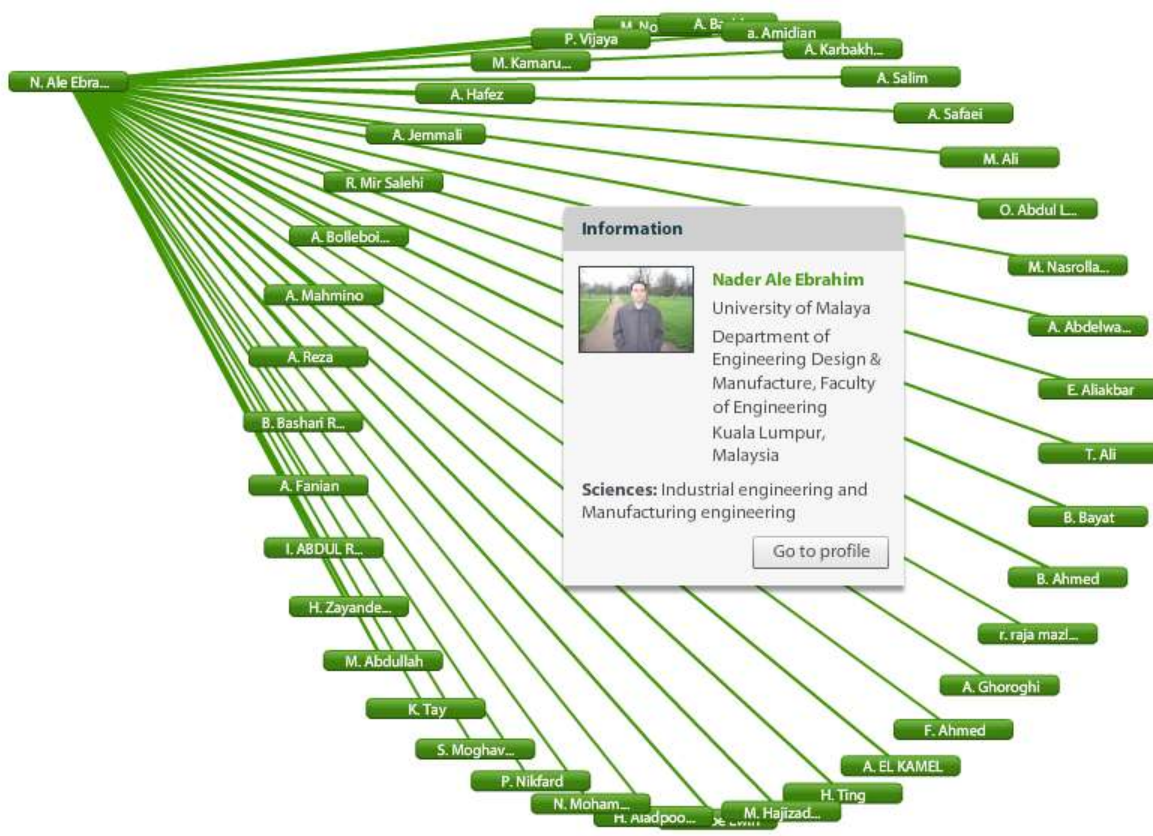 M. No
A. Ba
a. Amidian
P. Vijaya
A. Karbakh...
M. Kamaru...
A. Salim
N. Ale Ebra...
A. Hafez
A. Safaei
A. Jemmali
M. Ali
R. Mir Salehi
O. Abdul L...
Information
A. Bolleboi...
M. Nasrolla...
Nader Ale Ebrahim
A. Mahmino
University of Malaya
A. Abdelwa...
Department of
Engineering Design &
A. Reza
Manufacture, Faculty
E. Aliakbar
of Engineering
B. Bashari R...
Kuala Lumpur,
Malaysia
T. Ali
A. Fanian
Sciences: Industrial engineering and
Manufacturing engineering
B. Bayat
I. ABDUL R...
Go to profile
B. Ahmed
H. Zayande...
r. raja mazl...
M. Abdullah
A. Ghoroghi
K. Tay
F. Ahmed
S. Moghav...
A. EL KAMEL
P. Nikfard
H. Ting
N. Moham...
M. Hajizad...
H. Aladpoo...